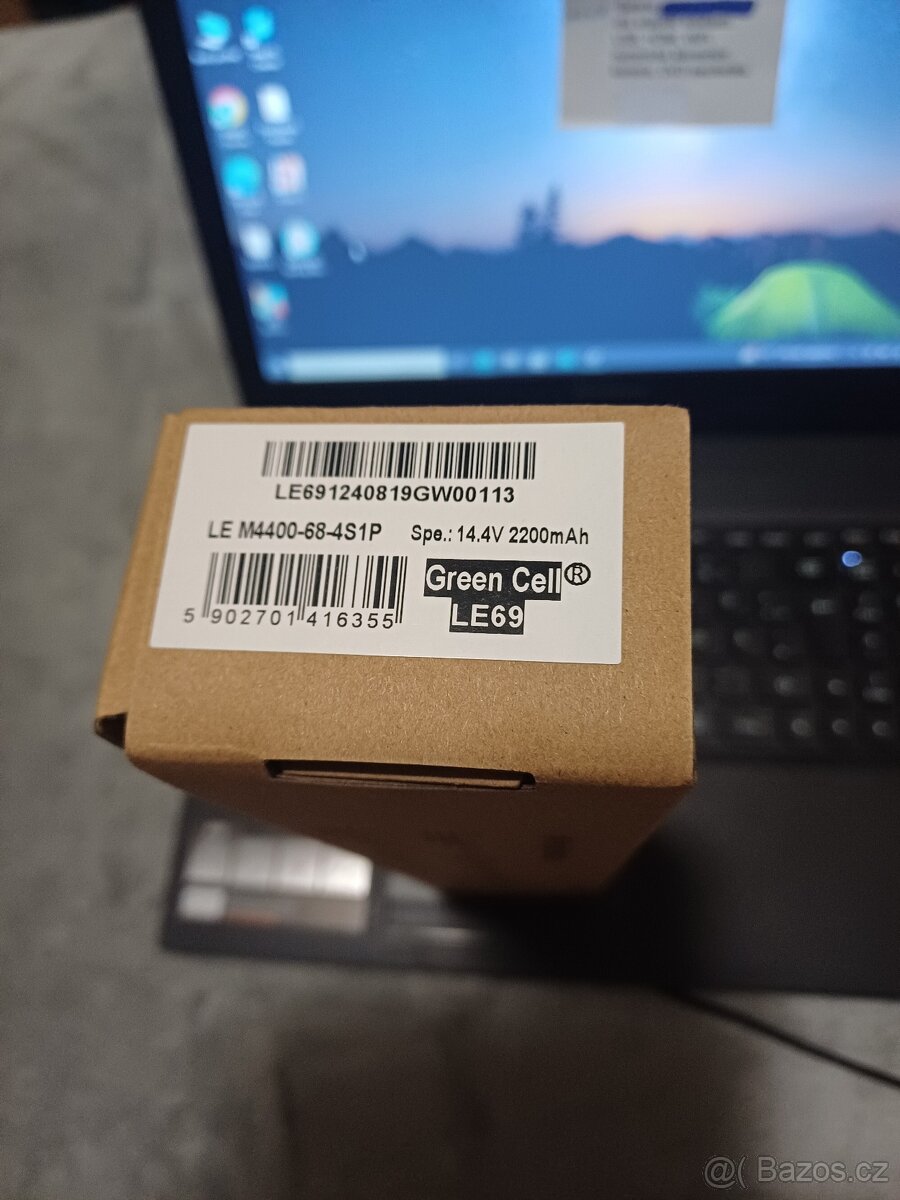 LE691240819GW00113
LE M4400-68-4S1P Spe.: 14.4V 2200mAh
5 902701 416355
Green Cell®
LE69
@( Bazos.cz